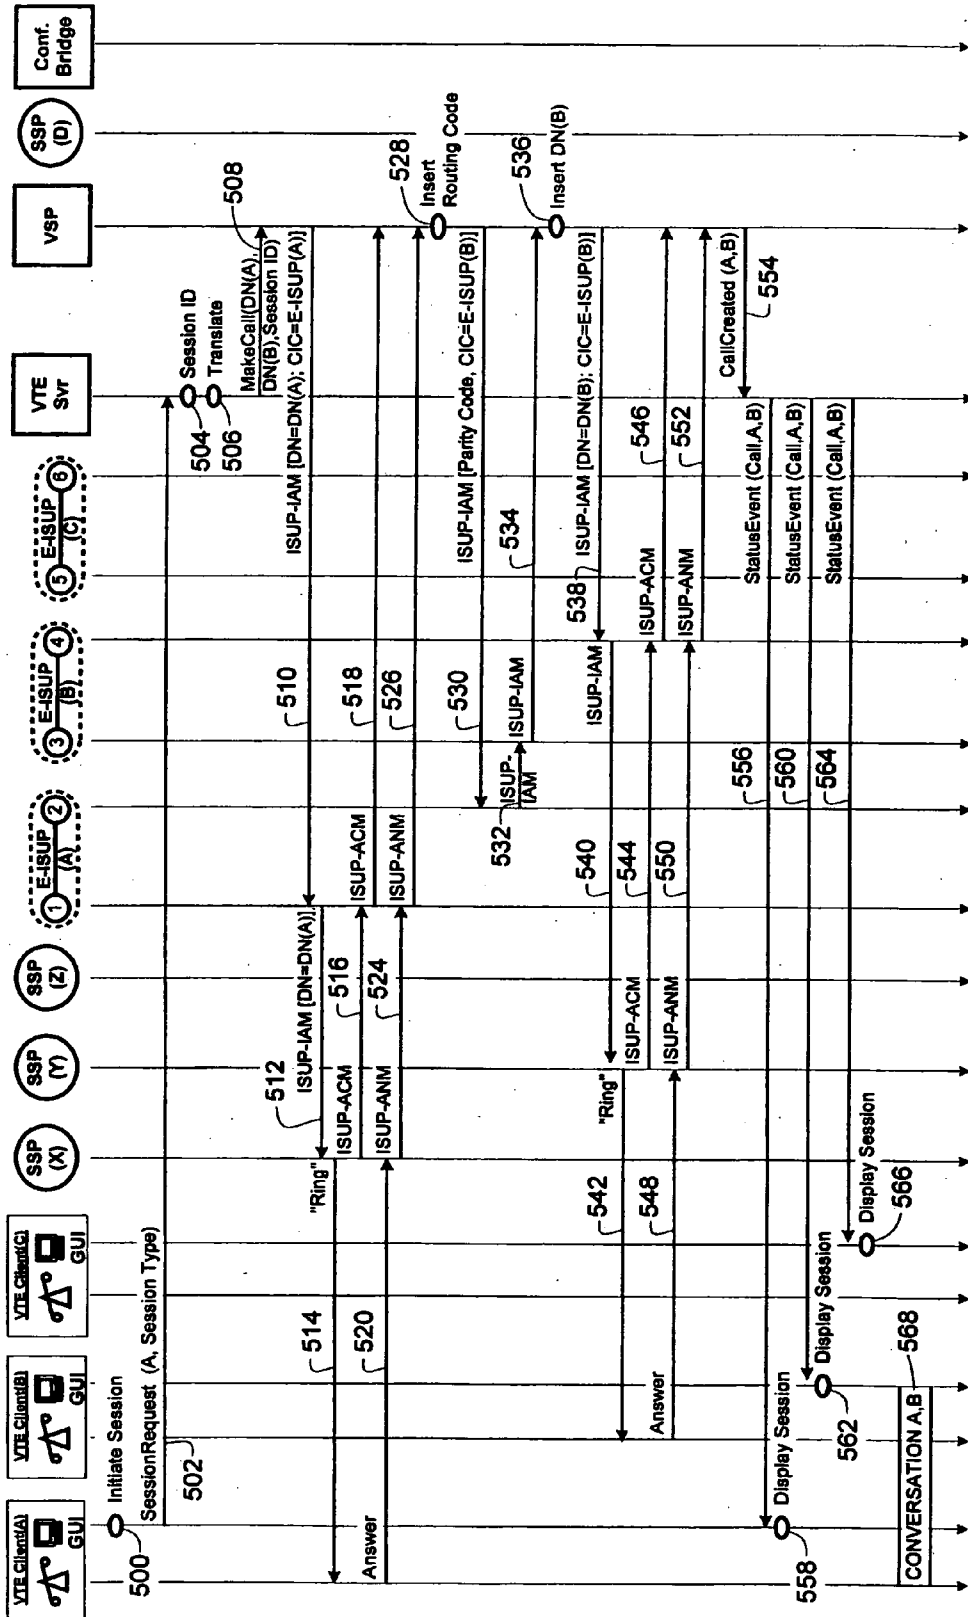 VTE Client(A)
GUI
VTE Client(B)
GUI
VTE Client(C)
GUI
SSP
(X)
SSP
(Y)
SSP
(Z)
E-ISUP
(A)
1
2
E-ISUP
(B)
3
4
E-ISUP
(C)
5
6
VTE
Svr
VSP
SSP
(D)
Conf.
Bridge
Initiate Session
500
SessionRequest (A, Session Type)
502
Session ID
504
Translate
506
MakeCall(DN(A),
DN(B),Session ID)
508
ISUP-IAM [DN=DN(A); CIC=E-ISUP(A)]
510
ISUP-IAM [DN=DN(A)]
512
"Ring"
514
ISUP-ACM
516
ISUP-ACM
518
Answer
520
ISUP-ANM
524
ISUP-ANM
526
528
Insert
Routing Code
ISUP-IAM [Parity Code, CIC=E-ISUP(B)]
530
ISUP-
IAM
532
ISUP-IAM
534
536
Insert DN(B)
ISUP-IAM [DN=DN(B); CIC=E-ISUP(B)]
538
ISUP-IAM
540
"Ring"
542
ISUP-ACM
544
ISUP-ACM
546
Answer
548
ISUP-ANM
550
ISUP-ANM
552
CallCreated (A,B)
554
StatusEvent (Call,A,B)
556
Display Session
558
StatusEvent (Call,A,B)
560
Display Session
562
StatusEvent (Call,A,B)
564
Display Session
566
CONVERSATION A,B
568